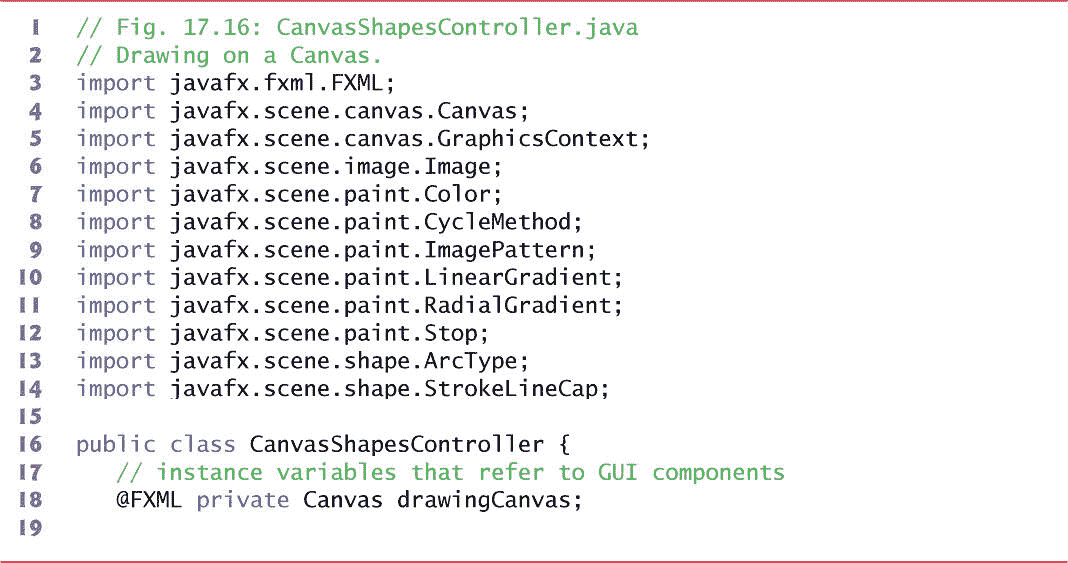 1 // Fig. 17.16: CanvasShapesController.java
2 // Drawing on a Canvas.
3 import javafx.fxml.FXML;
4 import javafx.scene.canvas.Canvas;
5 import javafx.scene.canvas.GraphicsContext;
6 import javafx.scene.image.Image;
7 import javafx.scene.paint.Color;
8 import javafx.scene.paint.CycleMethod;
9 import javafx.scene.paint.ImagePattern;
10 import javafx.scene.paint.LinearGradient;
11 import javafx.scene.paint.RadialGradient;
12 import javafx.scene.paint.Stop;
13 import javafx.scene.shape.ArcType;
14 import javafx.scene.shape.StrokeLineCap;
15
16 public class CanvasShapesController {
17    // instance variables that refer to GUI components
18    @FXML private Canvas drawingCanvas;
19